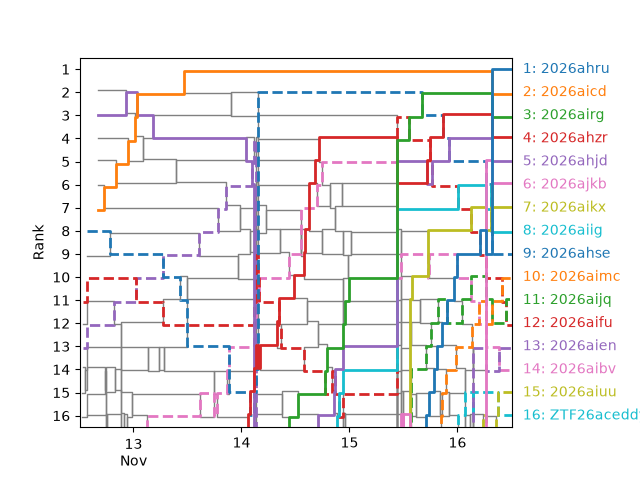 1
2
3
4
5
6
7
8
9
10
11
12
13
14
15
16
Rank
13
Nov
14
15
16
1: 2026ahru
2: 2026aicd
3: 2026airg
4: 2026ahzr
5: 2026ahjd
6: 2026ajkb
7: 2026aikx
8: 2026aiig
9: 2026ahse
10: 2026aimc
11: 2026aijq
12: 2026aifu
13: 2026aien
14: 2026aibv
15: 2026aiuu
16: ZTF26acedd